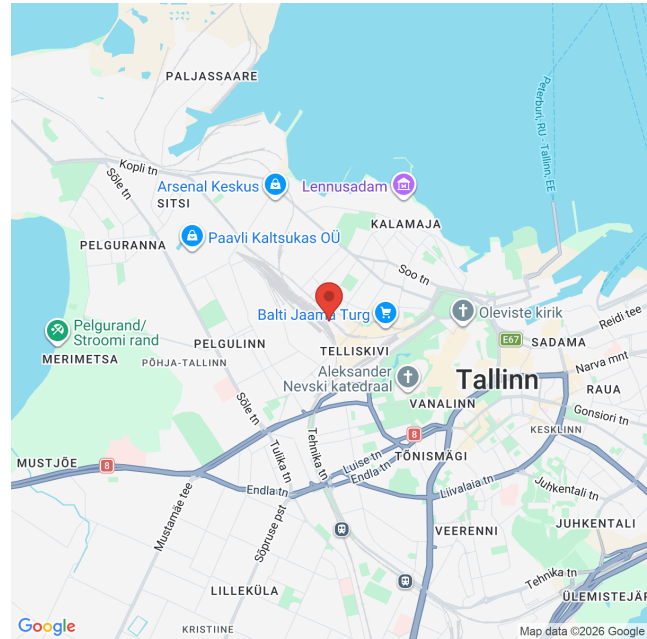 PALJASSAARE
Peterburi, RU - Tallinn, EE
Kopli tn
Sõle tn
Arsenal Keskus
Lennusadam
SITSI
KALAMAJA
PELGURANNA
Paavli Kaltsukas OÜ
Soo tn
Balti Jaama Turg
Oleviste kirik
Reidi tee
Pelgurand/
Stroomi rand
PELGULINN
E67
SADAMA
MERIMETSA
PÕHJA-TALLINN
TELLISKIVI
Narva mnt
Aleksander
Nevski katedraal
Tallinn
RAUA
Sõle tn
VANALINN
Gonsiori tn
KESKLINN
8
Tehnika tn
Tulika tn
Luise tn
TÕNISMÄGI
MUSTJÕE
8
Endla tn
Endla tn
Liivalaia tn
Juhkentali tn
Mustamäe tee
Sõpruse pst
VEERENNI
JUHKENTALI
Tehnika tn
LILLEKÜLA
ÜLEMISTEJÄR
KRISTIINE
Google
Map data ©2026 Google